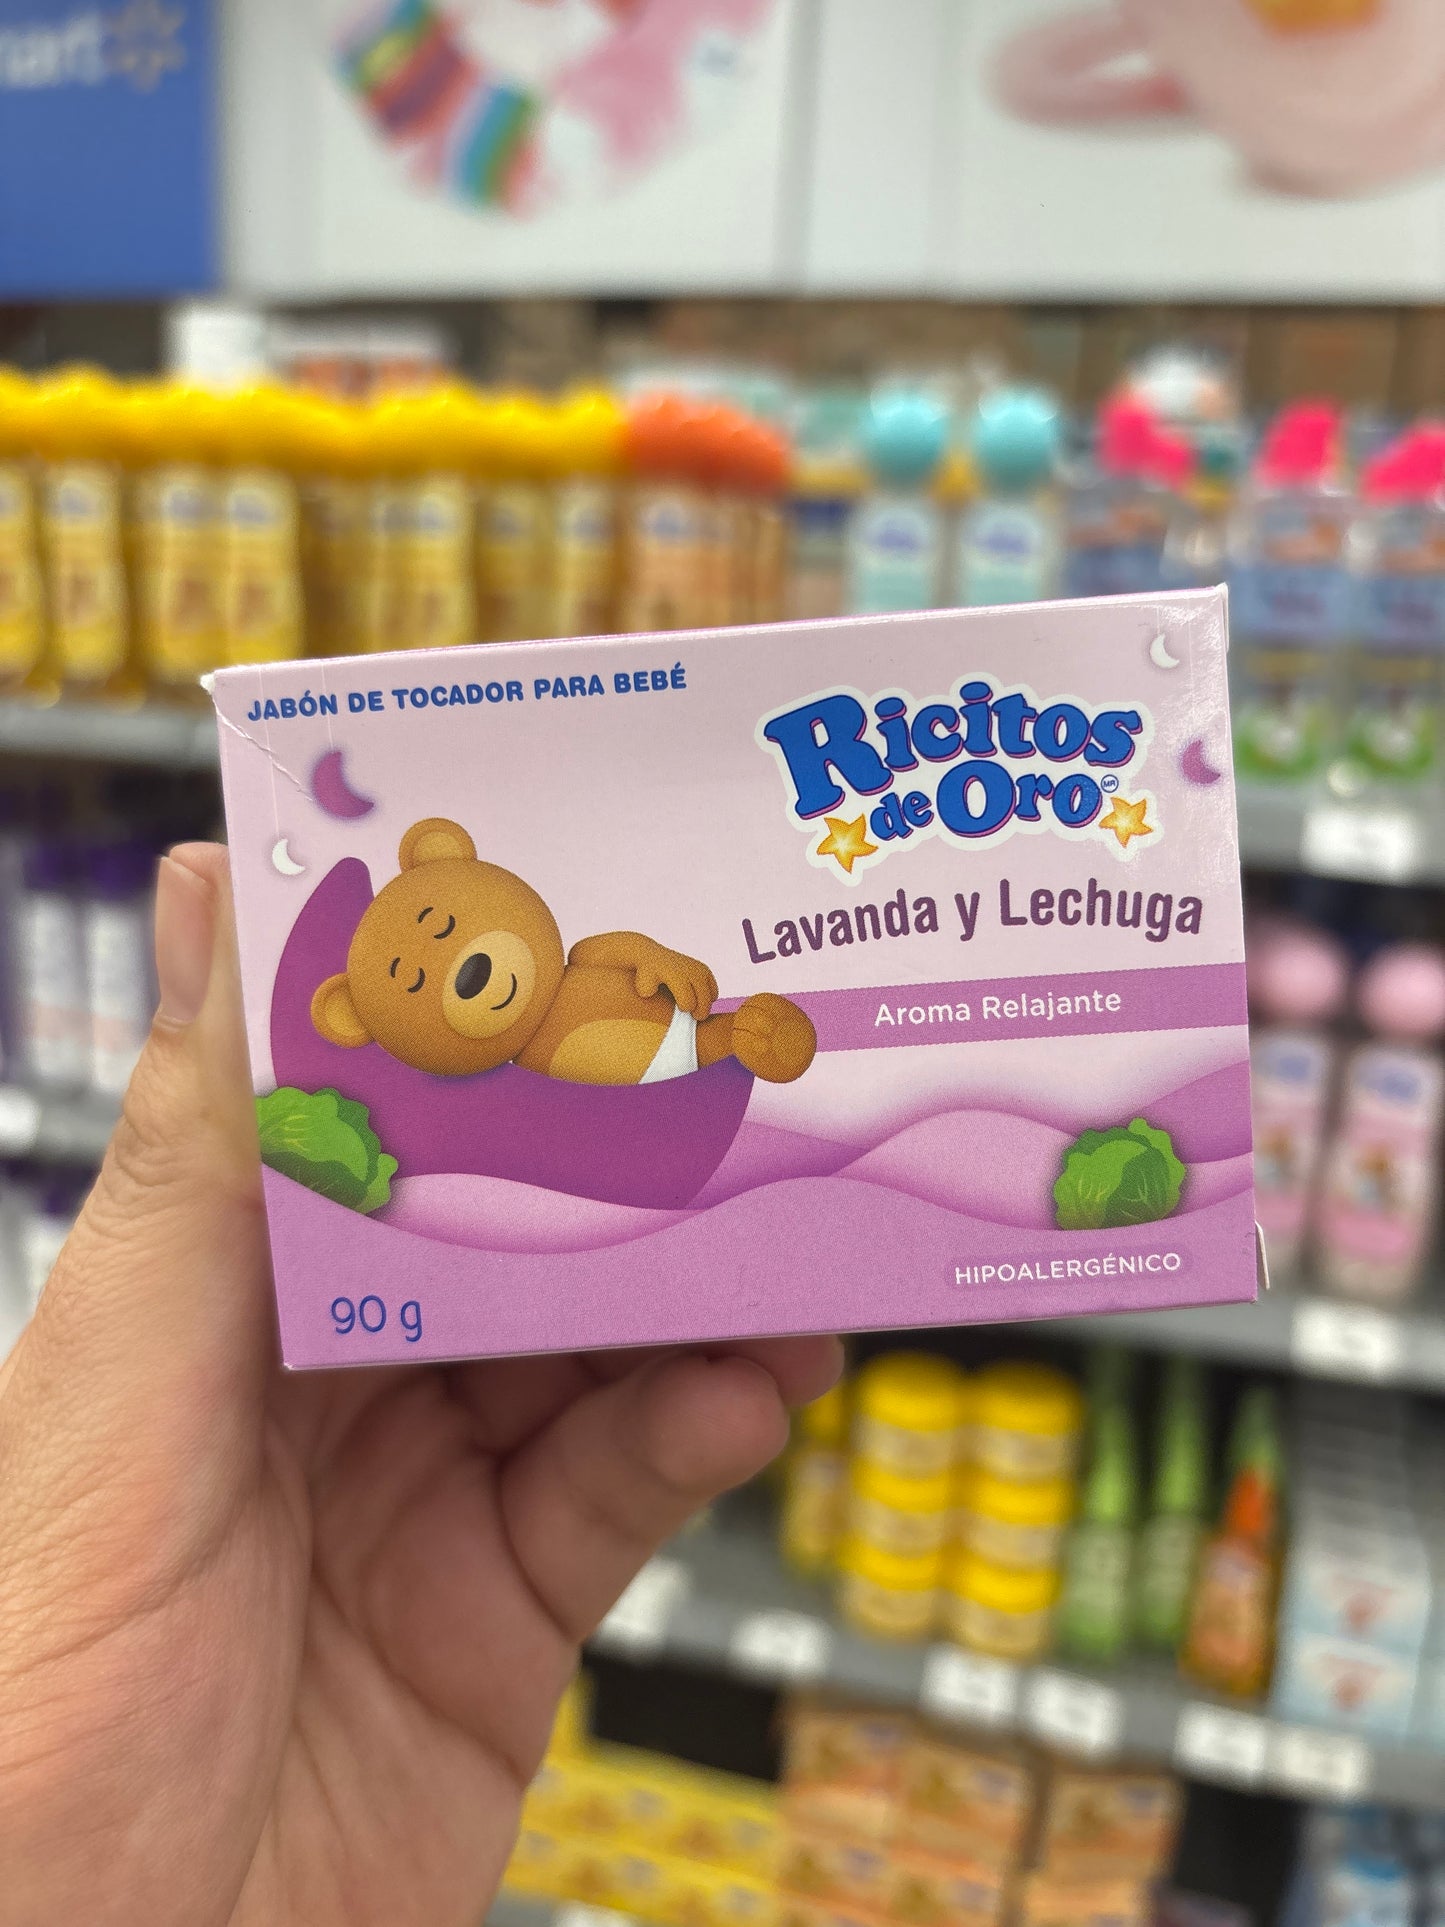 JABÓN DE TOCADOR PARA BEBÉ
Ricitos
de Oro MR
Lavanda y Lechuga
Aroma Relajante
HIPOALERGÉNICO
90 g